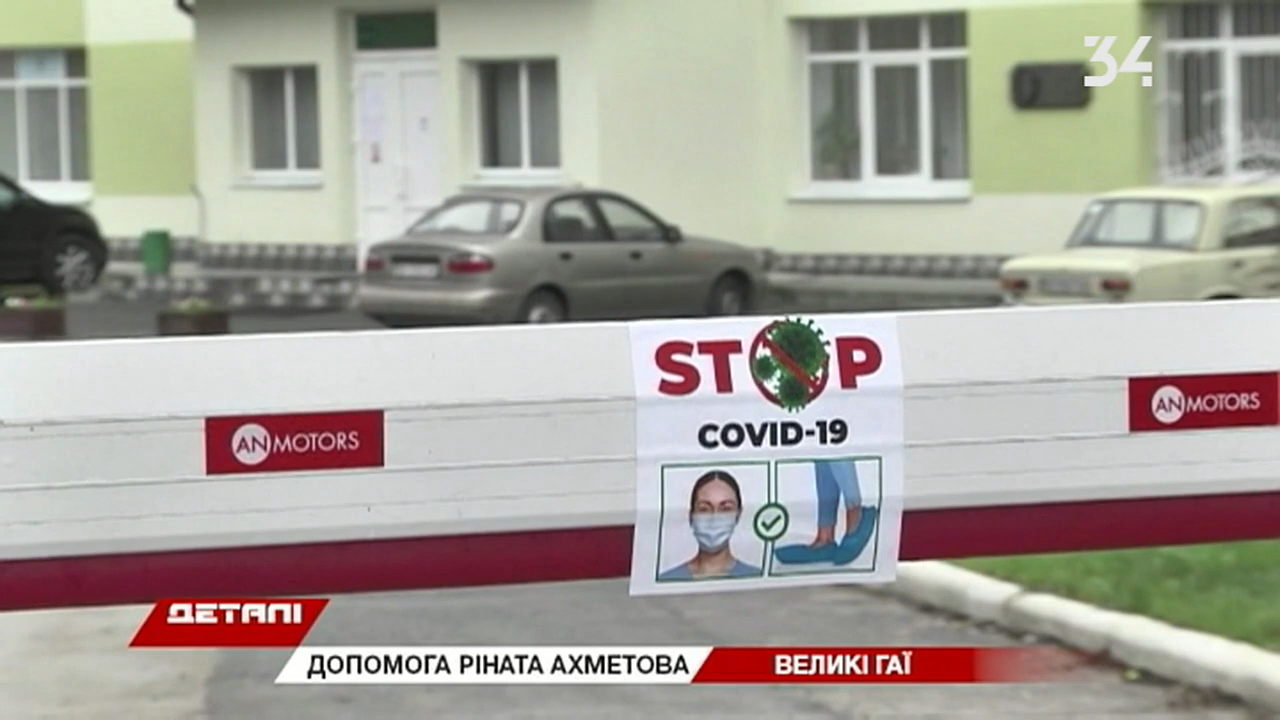 34
STOP
COVID-19
AN MOTORS
AN MOTORS
ДЕТАЛІ
ДОПОМОГА РІНАТА АХМЕТОВА
ВЕЛИКІ ГАЇ